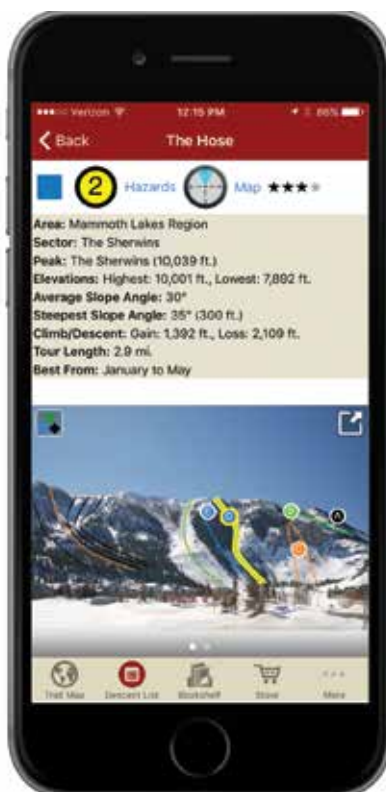 Verizon 12:15 PM 86%
Back The Hose
2 Hazards Map
Area: Mammoth Lakes Region
Sector: The Sherwins
Peak: The Sherwins (10,039 ft.)
Elevations: Highest: 10,001 ft., Lowest: 7,892 ft.
Average Slope Angle: 30°
Steepest Slope Angle: 35° (300 ft.)
Climb/Descent: Gain: 1,392 ft., Loss: 2,109 ft.
Tour Length: 2.9 mi.
Best From: January to May
Trail Map Descent List Bookshelf Store More